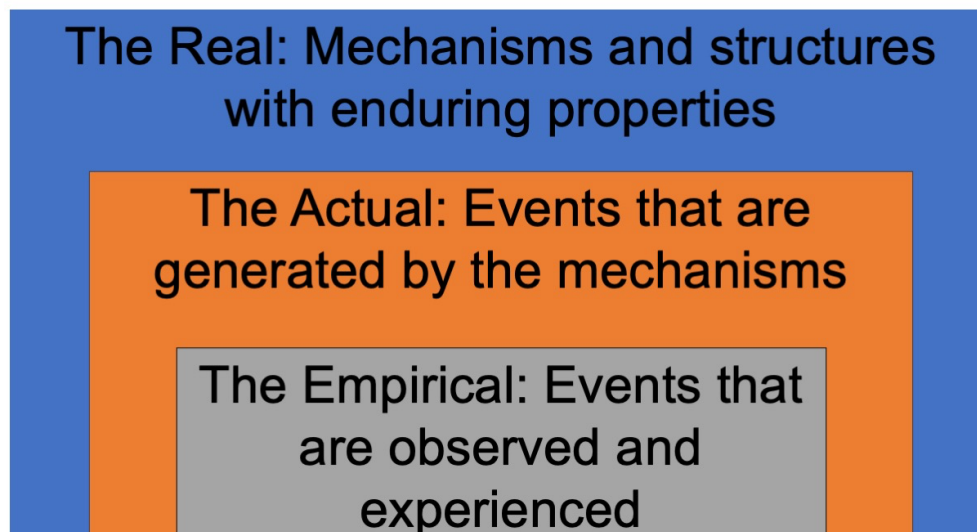 The Real: Mechanisms and structures
with enduring properties
The Actual: Events that are
generated by the mechanisms
The Empirical: Events that
are observed and
experienced